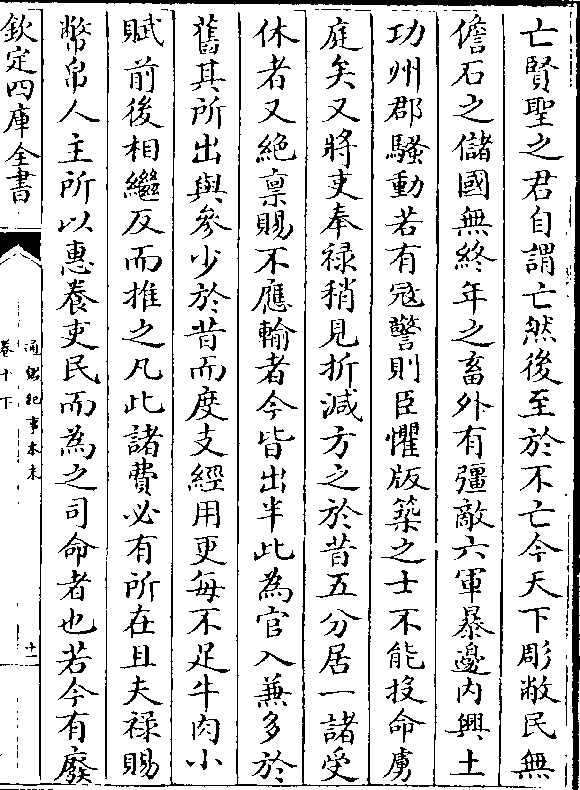 亡賢聖之君自謂亡然後至於不亡今天下彫敝民無
儋石之儲國無終年之畜外有彊敵六軍暴邊内興土
功州郡騷動若有寇警則臣懼版築之士不能投命虜
庭矣又將吏奉禄稍見折減方之於昔五分居一諸受
休者又絶禀賜不應輸者今皆出半此為官入兼多於
舊其所出與參少於昔而度支經用更每不足牛肉小
賦前後相繼反而推之凡此諸費必有所在且夫禄賜
幣帛人主所以惠養吏民而為之司命者也若今有廢
欽定四庫全書
通鑑紀事本末
卷十下
十一